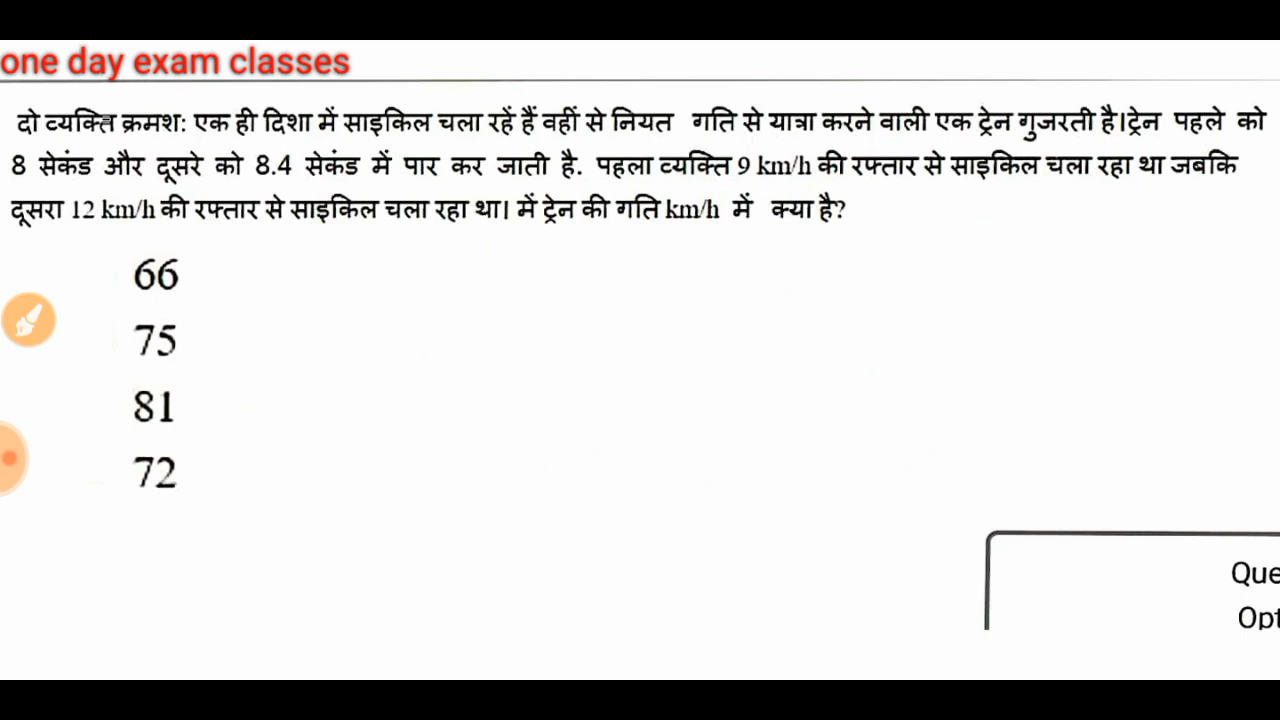 one day exam classes
दो व्यक्ति क्रमश: एक ही दिशा में साइकिल चला रहें हैं वहीं से नियत गति से यात्रा करने वाली एक ट्रेन गुजरती है।ट्रेन पहले को
8 सेकंड और दूसरे को 8.4 सेकंड में पार कर जाती है. पहला व्यक्ति 9 km/h की रफ्तार से साइकिल चला रहा था जबकि
दूसरा 12 km/h की रफ्तार से साइकिल चला रहा था। में ट्रेन की गति km/h में क्या है?
66
75
81
72
Que
Opt